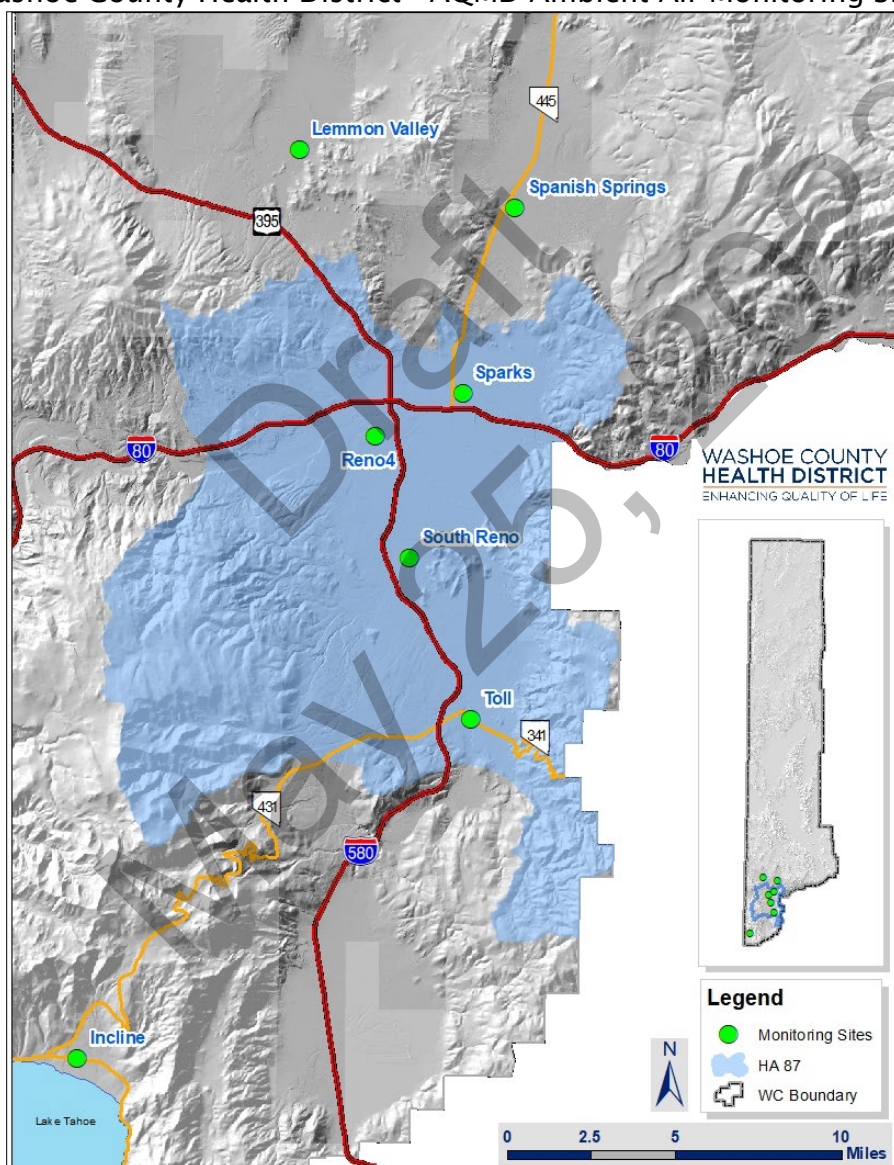 Washoe County Health District - AQMD Ambient Air Monitoring
Lemmon Valley
445
Spanish Springs
395
Sparks
80
Reno4
80
WASHOE COUNTY
HEALTH DISTRICT
ENHANCING QUALITY OF LIFE
South Reno
Toll
341
431
580
Incline
Lake Tahoe
Draft
May 25,
N
Legend
Monitoring Sites
HA 87
WC Boundary
0 2.5 5 10
Miles